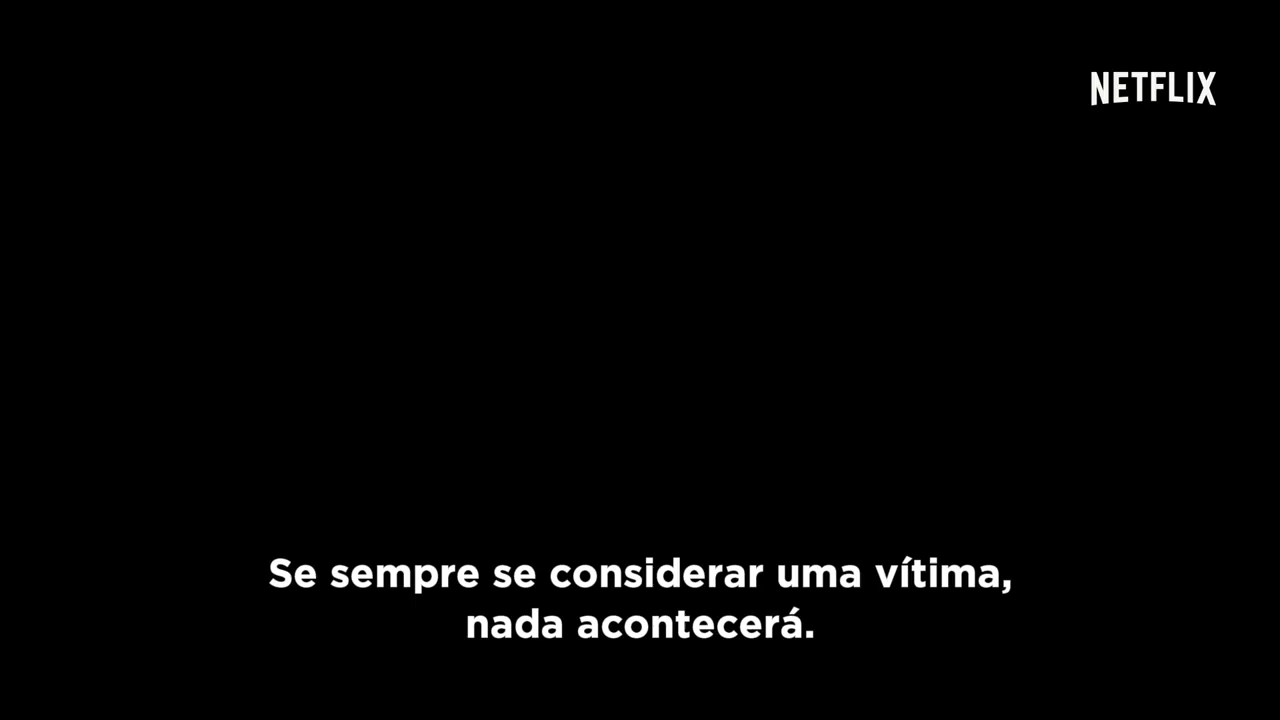 NETFLIX
Se sempre se considerar uma vítima,
nada acontecerá.